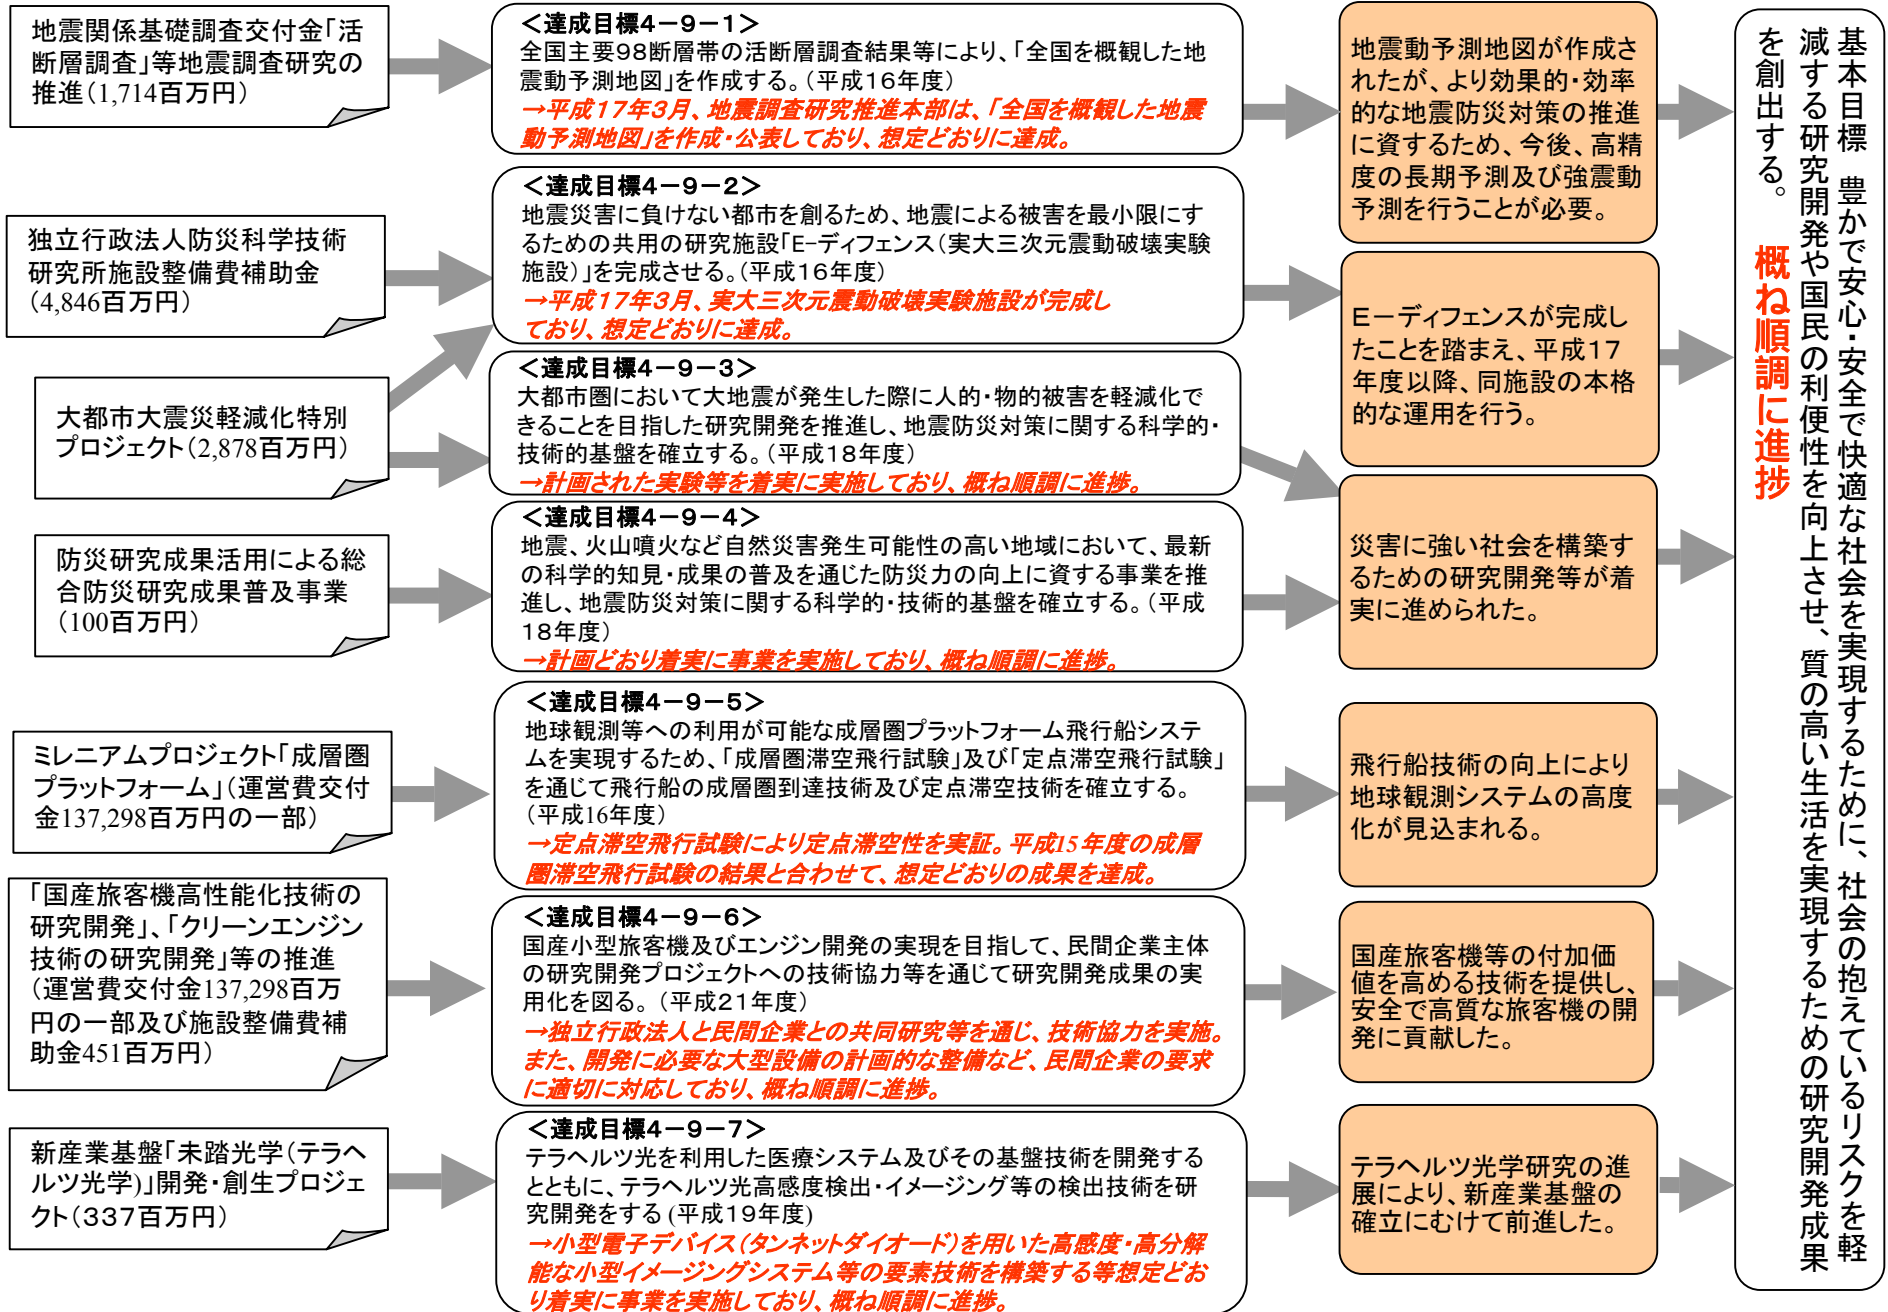 地震関係基礎調査交付金「活
断層調査」等地震調査研究の
推進(1,714百万円)
独立行政法人防災科学技術
研究所施設整備費補助金
(4,846百万円)
大都市大震災軽減化特別
プロジェクト(2,878百万円)
防災研究成果活用による総
合防災研究成果普及事業
(100百万円)
ミレニアムプロジェクト「成層圏
プラットフォーム」(運営費交付
金137,298百万円の一部)
「国産旅客機高性能化技術の
研究開発」、「クリーンエンジン
技術の研究開発」等の推進
(運営費交付金137,298百万
円の一部及び施設整備費補
助金451百万円)
新産業基盤「未踏光学(テラヘ
ルツ光学)」開発・創生プロジェ
クト(337百万円)
<達成目標4-9-1>
全国主要98断層帯の活断層調査結果等により、「全国を概観した地
震動予測地図」を作成する。(平成16年度)
→平成17年3月、地震調査研究推進本部は、「全国を概観した地震
動予測地図」を作成・公表しており、想定どおりに達成。
<達成目標4-9-2>
地震災害に負けない都市を創るため、地震による被害を最小限にす
るための共用の研究施設「E-ディフェンス(実大三次元震動破壊実験
施設)」を完成させる。(平成16年度)
→平成17年3月、実大三次元震動破壊実験施設が完成し
ており、想定どおりに達成。
<達成目標4-9-3>
大都市圏において大地震が発生した際に人的・物的被害を軽減化で
きることを目指した研究開発を推進し、地震防災対策に関する科学的・
技術的基盤を確立する。(平成18年度)
→計画された実験等を着実に実施しており、概ね順調に進捗。
<達成目標4-9-4>
地震、火山噴火など自然災害発生可能性の高い地域において、最新
の科学的知見・成果の普及を通じた防災力の向上に資する事業を推
進し、地震防災対策に関する科学的・技術的基盤を確立する。(平成
18年度)
→計画どおり着実に事業を実施しており、概ね順調に進捗。
<達成目標4-9-5>
地球観測等への利用が可能な成層圏プラットフォーム飛行船システ
ムを実現するため、「成層圏滞空飛行試験」及び「定点滞空飛行試験」
を通じて飛行船の成層圏到達技術及び定点滞空技術を確立する。
(平成16年度)
→定点滞空飛行試験により定点滞空性を実証。平成15年度の成層
圏滞空飛行試験の結果と合わせて、想定どおりの成果を達成。
<達成目標4-9-6>
国産小型旅客機及びエンジン開発の実現を目指して、民間企業主体
の研究開発プロジェクトへの技術協力等を通じて研究開発成果の実
用化を図る。(平成21年度)
→独立行政法人と民間企業との共同研究等を通じ、技術協力を実施。
また、開発に必要な大型設備の計画的な整備など、民間企業の要求
に適切に対応しており、概ね順調に進捗。
<達成目標4-9-7>
テラヘルツ光を利用した医療システム及びその基盤技術を開発する
とともに、テラヘルツ光高感度検出・イメージング等の検出技術を研
究開発をする(平成19年度)
→小型電子デバイス(タンネットダイオード)を用いた高感度・高分解
能な小型イメージングシステム等の要素技術を構築する等想定どお
り着実に事業を実施しており、概ね順調に進捗。
地震動予測地図が作成さ
れたが、より効果的・効率
的な地震防災対策の推進
に資するため、今後、高精
度の長期予測及び強震動
予測を行うことが必要。
E-ディフェンスが完成し
たことを踏まえ、平成17
年度以降、同施設の本格
的な運用を行う。
災害に強い社会を構築す
るための研究開発等が着
実に進められた。
飛行船技術の向上により
地球観測システムの高度
化が見込まれる。
国産旅客機等の付加価
値を高める技術を提供し、
安全で高質な旅客機の開
発に貢献した。
テラヘルツ光学研究の進
展により、新産業基盤の
確立にむけて前進した。
基本目標 豊かで安心・安全で快適な社会を実現するために、社会の抱えているリスクを軽
減する研究開発や国民の利便性を向上させ、質の高い生活を実現するための研究開発成果
を創出する。 概ね順調に進捗